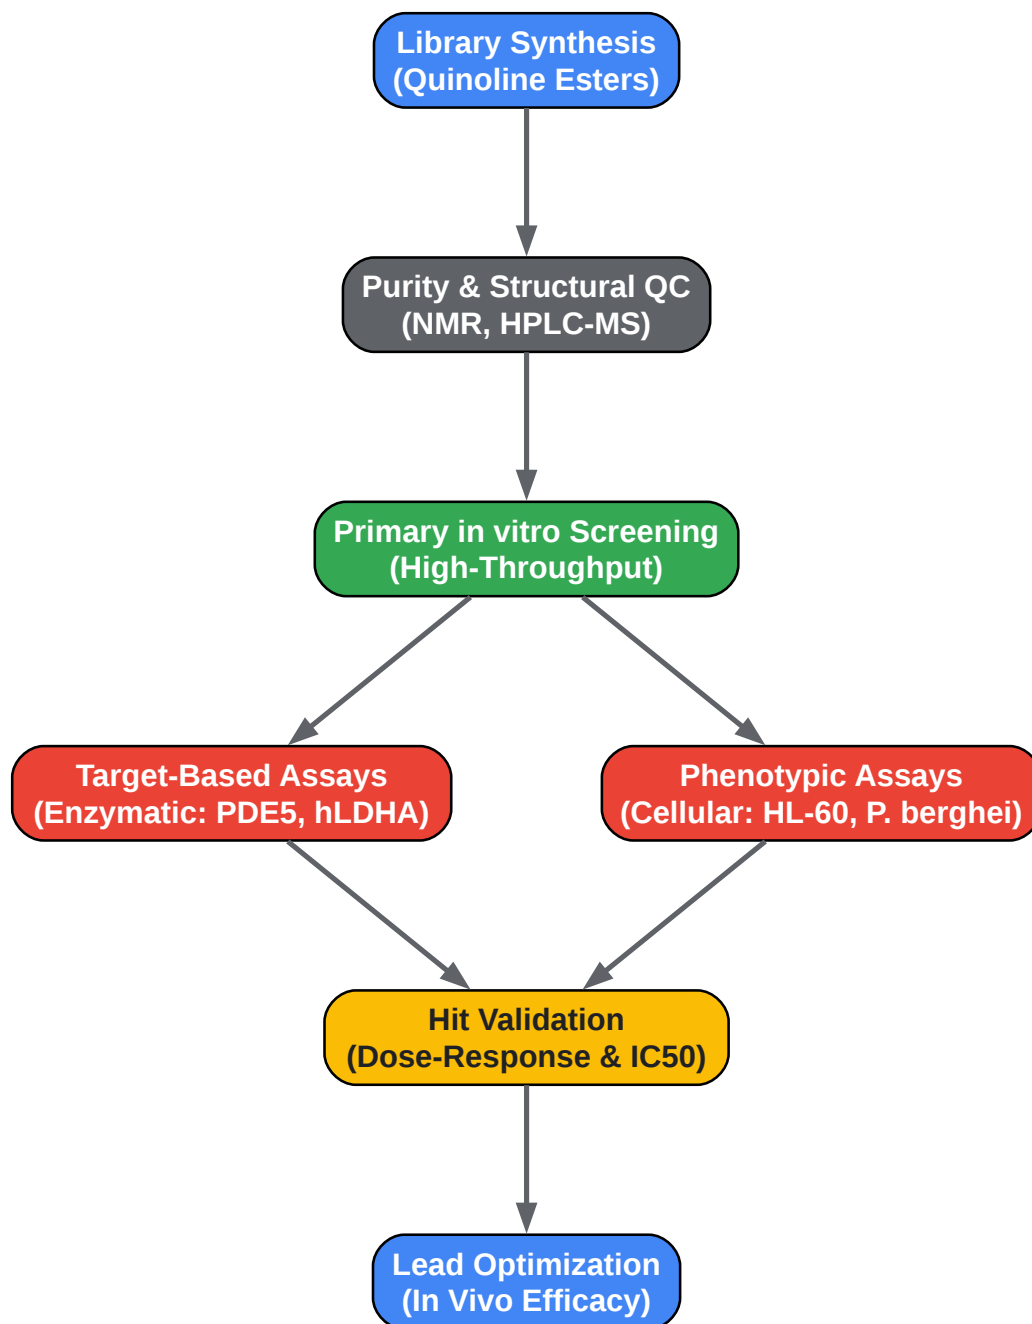 Library Synthesis
(Quinoline Esters)
Purity & Structural QC
(NMR, HPLC-MS)
Primary in vitro Screening
(High-Throughput)
Target-Based Assays
(Enzymatic: PDE5, hLDHA)
Phenotypic Assays
(Cellular: HL-60, P. berghei)
Hit Validation
(Dose-Response & IC50)
Lead Optimization
(In Vivo Efficacy)